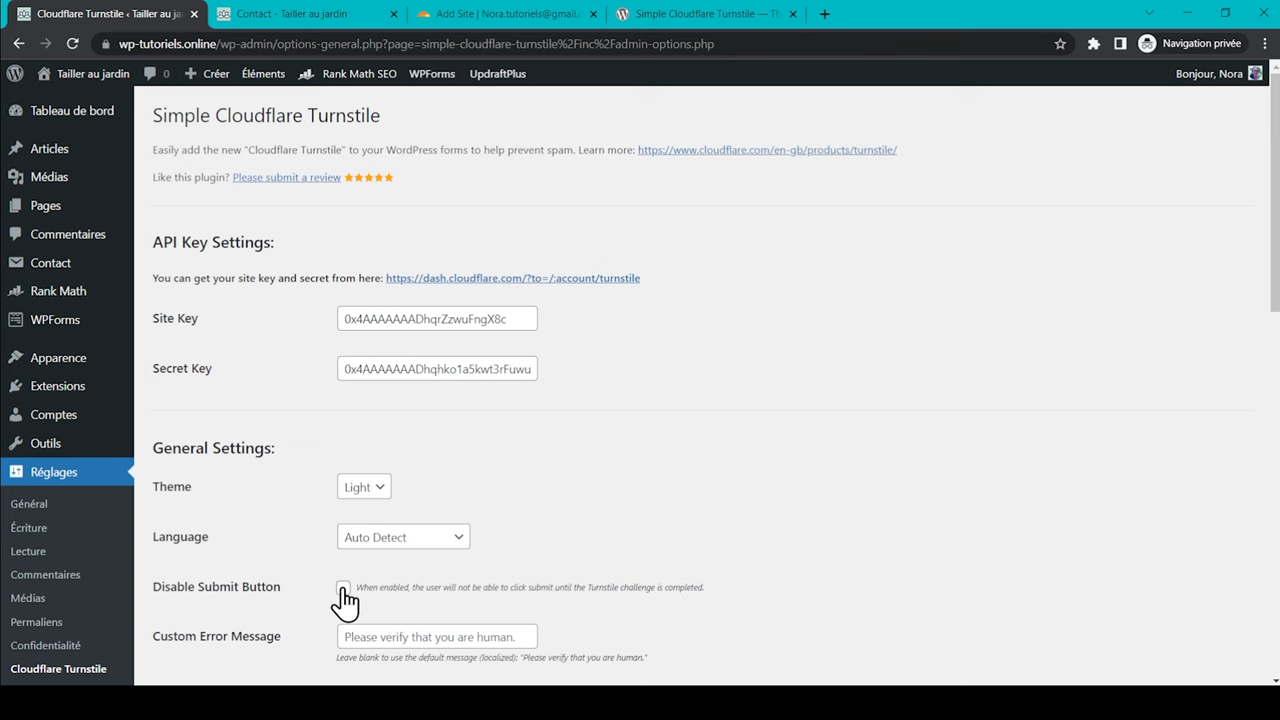 Cloudflare Turnstile ‹ Tailler au ja
Contact - Tailler au jardin
Add Site | Nora.tutoriels@gmail.
Simple Cloudflare Turnstile — Th
wp-tutoriels.online/wp-admin/options-general.php?page=simple-cloudflare-turnstile%2Finc%2Fadmin-options.php
Navigation privée
Tailler au jardin
0
Créer
Éléments
Rank Math SEO
WPForms
UpdraftPlus
Bonjour, Nora
Tableau de bord
Articles
Médias
Pages
Commentaires
Contact
Rank Math
WPForms
Apparence
Extensions
Comptes
Outils
Réglages
Général
Écriture
Lecture
Commentaires
Médias
Permaliens
Confidentialité
Cloudflare Turnstile
Simple Cloudflare Turnstile
Easily add the new "Cloudflare Turnstile" to your WordPress forms to help prevent spam. Learn more: https://www.cloudflare.com/en-gb/products/turnstile/
Like this plugin? Please submit a review
API Key Settings:
You can get your site key and secret from here: https://dash.cloudflare.com/?to=/:account/turnstile
Site Key
0x4AAAAAAADhqrZzwuFngX8c
Secret Key
0x4AAAAAAADhqhko1a5kwt3rFuwu
General Settings:
Theme
Light
Language
Auto Detect
Disable Submit Button
When enabled, the user will not be able to click submit until the Turnstile challenge is completed.
Custom Error Message
Please verify that you are human.
Leave blank to use the default message (localized): "Please verify that you are human."